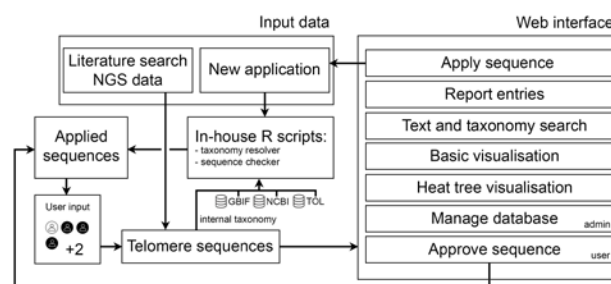 Input data
Web interface
Literature search
NGS data
New application
Apply sequence
Report entries
Text and taxonomy search
Basic visualisation
Heat tree visualisation
Manage database
admin
Approve sequence
user
Applied
sequences
In-house R scripts:
- taxonomy resolver
- sequence checker
GBIF
NCBI
TOL
internal taxonomy
User input
+2
Telomere sequences